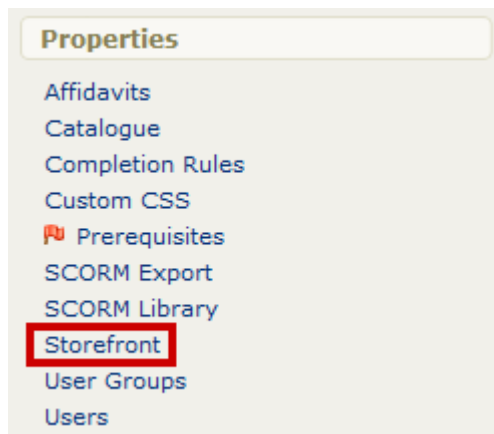 Properties
Affidavits
Catalogue
Completion Rules
Custom CSS
Prerequisites
SCORM Export
SCORM Library
Storefront
User Groups
Users